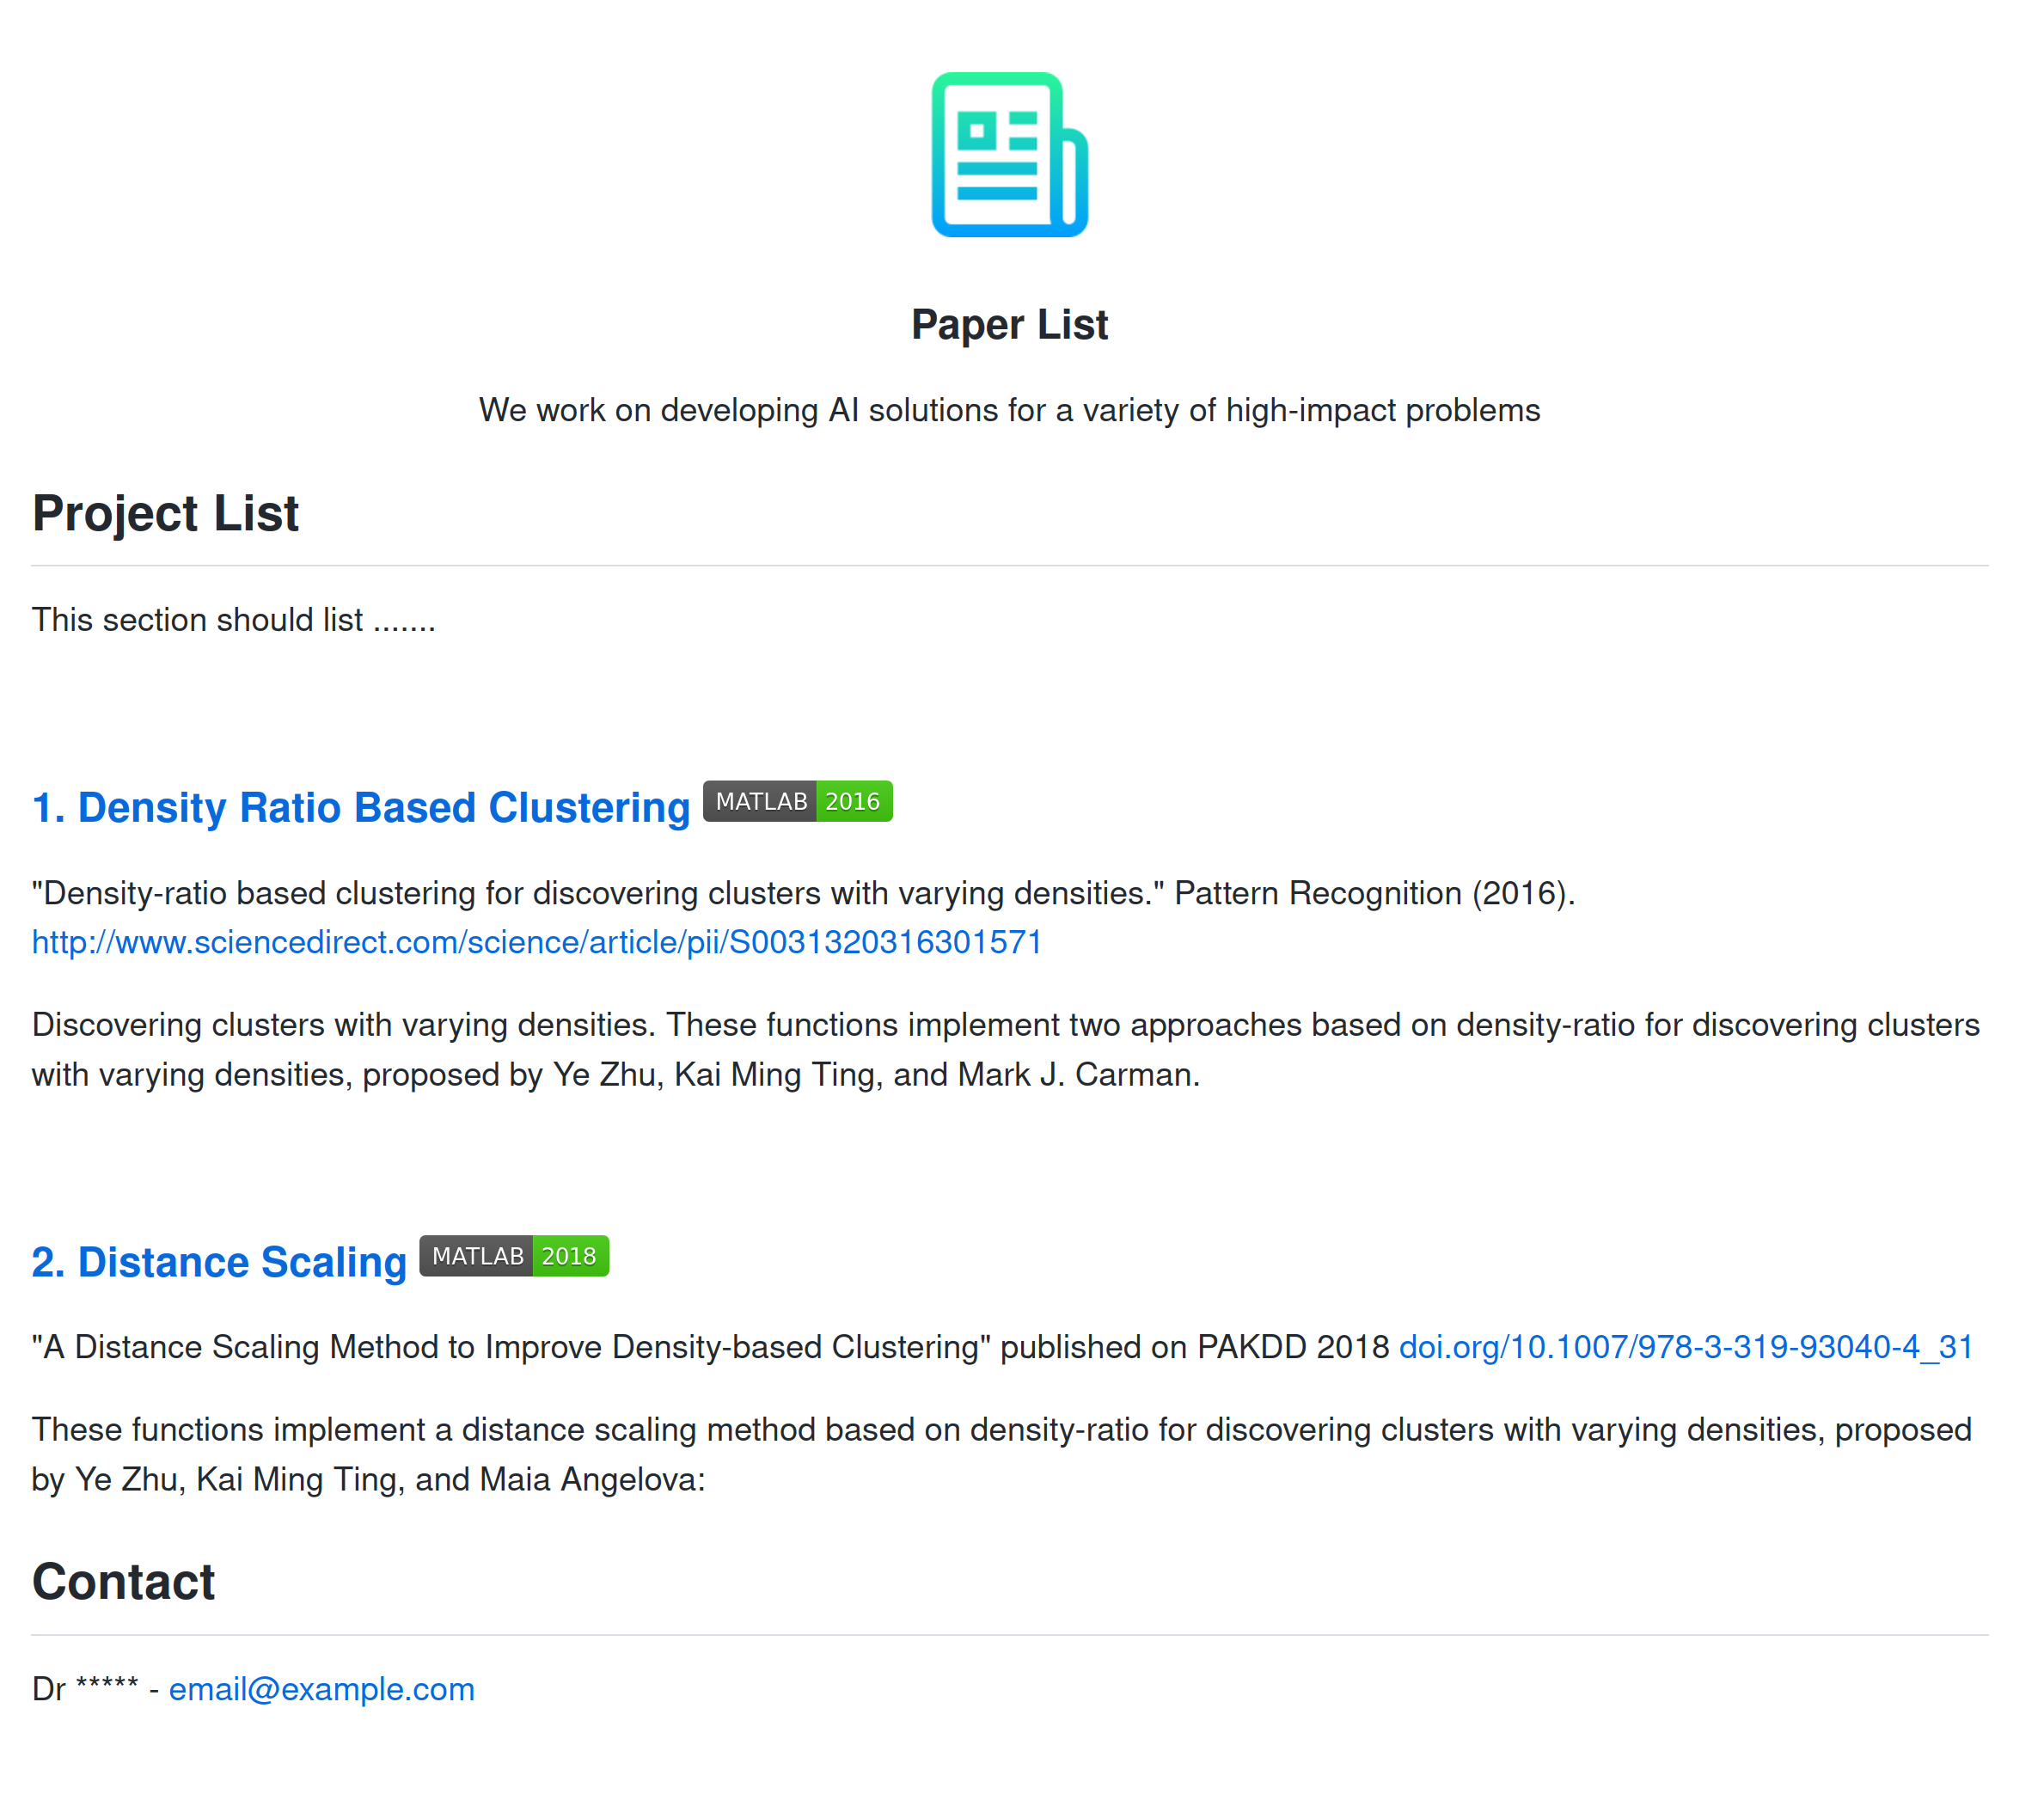 Paper List
We work on developing AI solutions for a variety of high-impact problems
Project List
This section should list .......
1. Density Ratio Based Clustering MATLAB 2016
"Density-ratio based clustering for discovering clusters with varying densities." Pattern Recognition (2016).
http://www.sciencedirect.com/science/article/pii/S0031320316301571
Discovering clusters with varying densities. These functions implement two approaches based on density-ratio for discovering clusters
with varying densities, proposed by Ye Zhu, Kai Ming Ting, and Mark J. Carman.
2. Distance Scaling MATLAB 2018
"A Distance Scaling Method to Improve Density-based Clustering" published on PAKDD 2018 doi.org/10.1007/978-3-319-93040-4_31
These functions implement a distance scaling method based on density-ratio for discovering clusters with varying densities, proposed
by Ye Zhu, Kai Ming Ting, and Maia Angelova:
Contact
Dr ***** - email@example.com